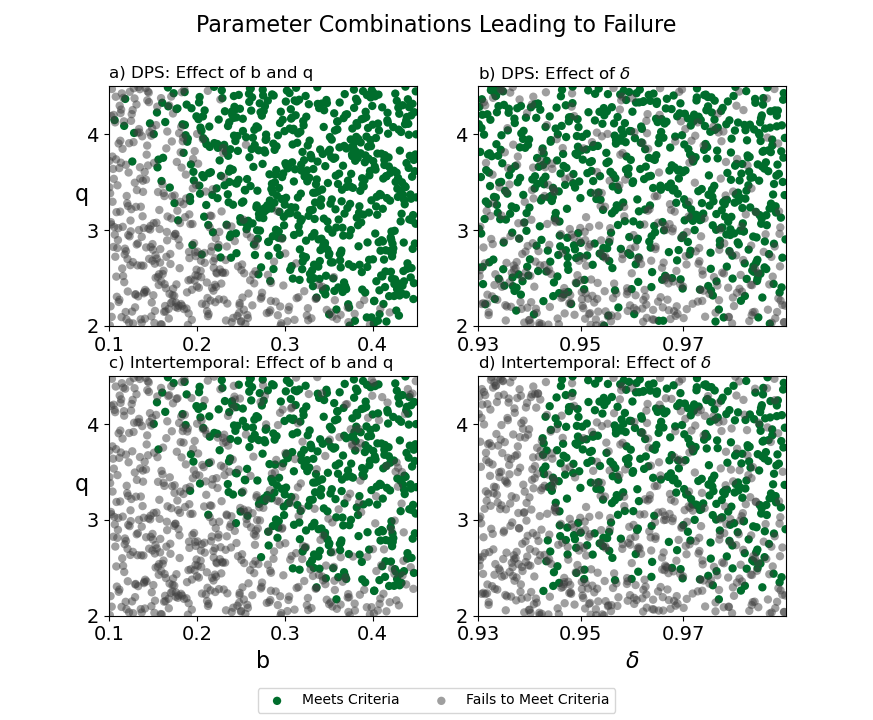 Parameter Combinations Leading to Failure
a) DPS: Effect of b and q
b) DPS: Effect of δ
4
3
2
q
0.1 0.2 0.3 0.4
4
3
2
0.93 0.95 0.97
c) Intertemporal: Effect of b and q
d) Intertemporal: Effect of δ
4
3
2
q
0.1 0.2 0.3 0.4
b
4
3
2
0.93 0.95 0.97
δ
Meets Criteria
Fails to Meet Criteria